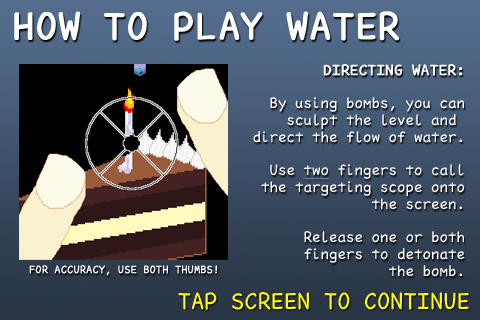 HOW TO PLAY WATER
DIRECTING WATER:
By using bombs, you can
sculpt the level and
direct the flow of water.
Use two fingers to call
the targeting scope onto
the screen.
Release one or both
fingers to detonate
the bomb.
FOR ACCURACY, USE BOTH THUMBS!
TAP SCREEN TO CONTINUE